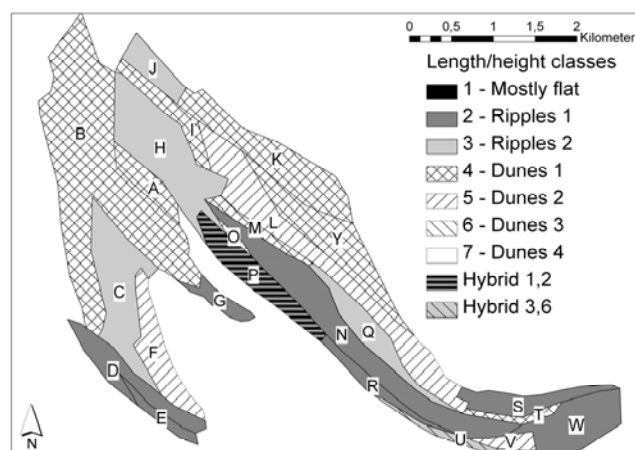 0 0,5 1 1,5 2
Kilometer
Length/height classes
1 - Mostly flat
2 - Ripples 1
3 - Ripples 2
4 - Dunes 1
5 - Dunes 2
6 - Dunes 3
7 - Dunes 4
Hybrid 1,2
Hybrid 3,6
J
B
I
H
K
A
L
M
O
Y
P
C
G
N
Q
F
D
R
E
S
T
W
U
V
N